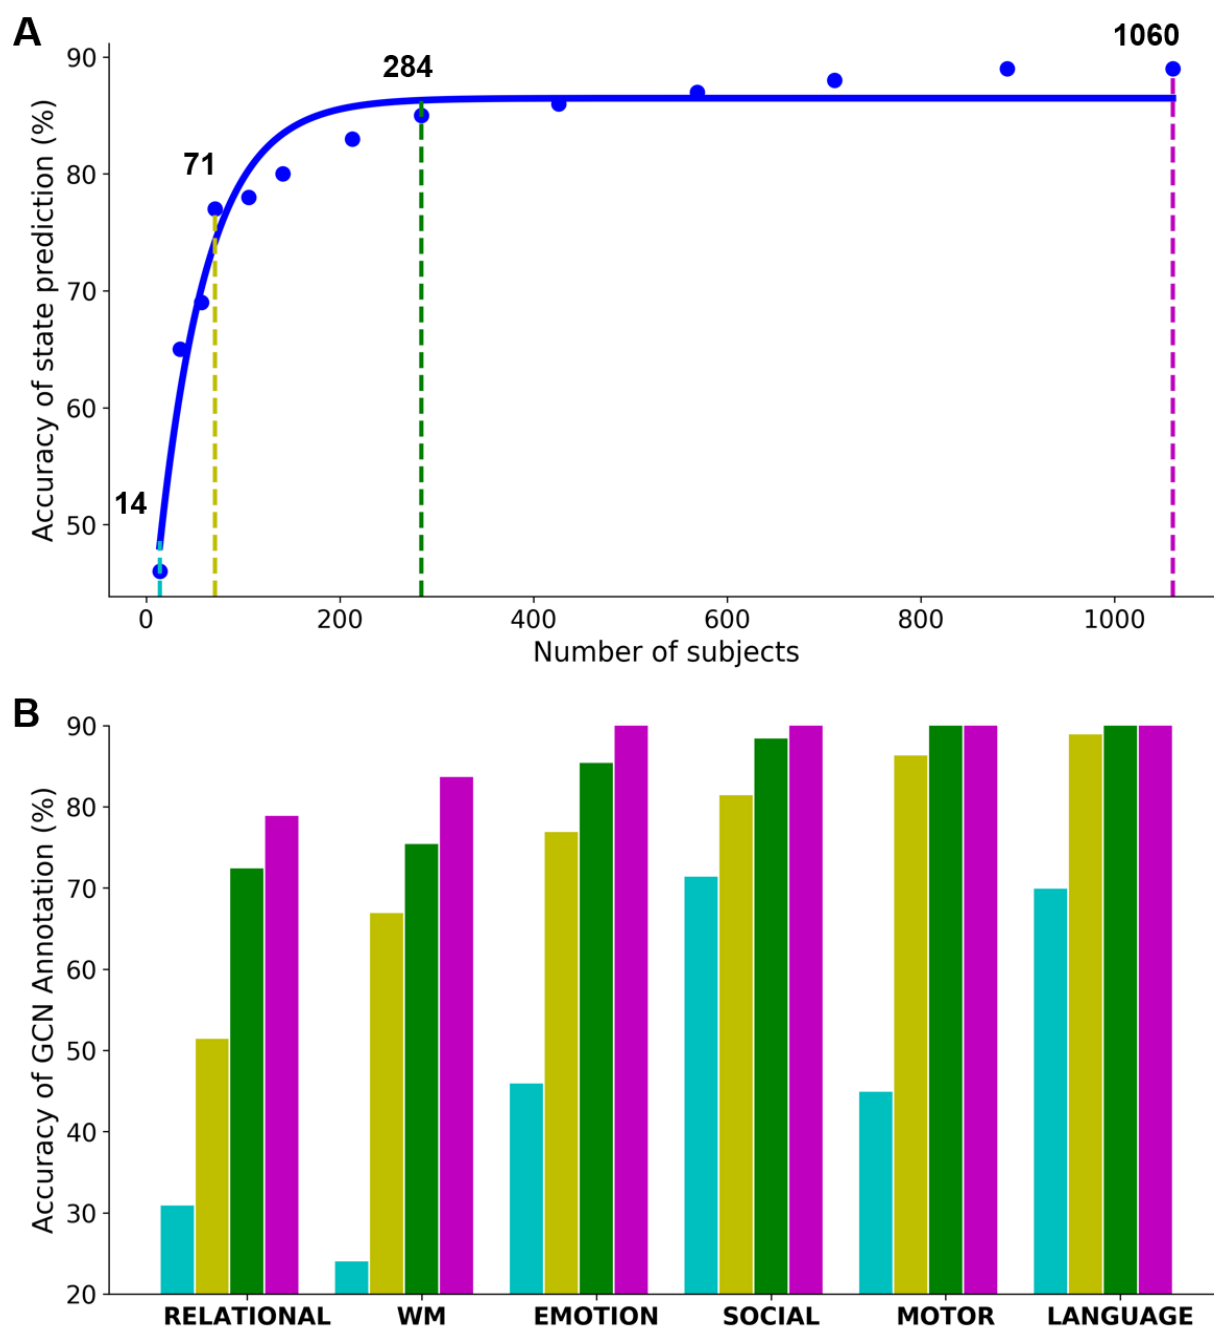 A
1060
90
284
80
71
70
60
14
50
Accuracy of state prediction (%)
0 200 400 600 800 1000
Number of subjects
B
90
80
70
60
50
40
30
20
Accuracy of GCN Annotation (%)
RELATIONAL WM EMOTION SOCIAL MOTOR LANGUAGE